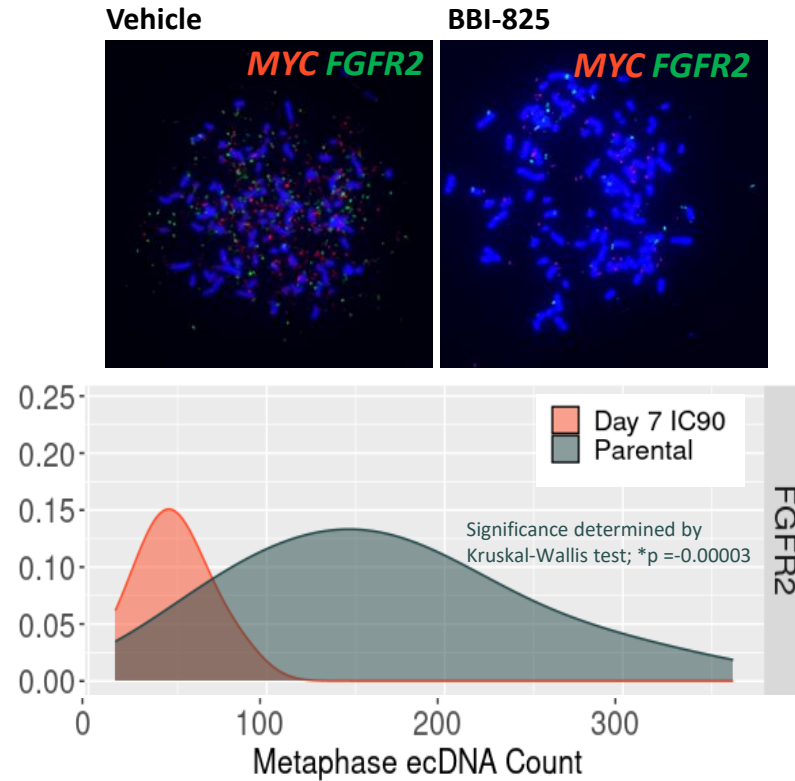 Vehicle
BBI-825
MYC FGFR2
MYC FGFR2
0.25
0.20
0.15
0.10
0.05
0.00
Day 7 IC90
Parental
Significance determined by
Kruskal-Wallis test; *p =-0.00003
FGFR2
0
100
200
300
Metaphase ecDNA Count